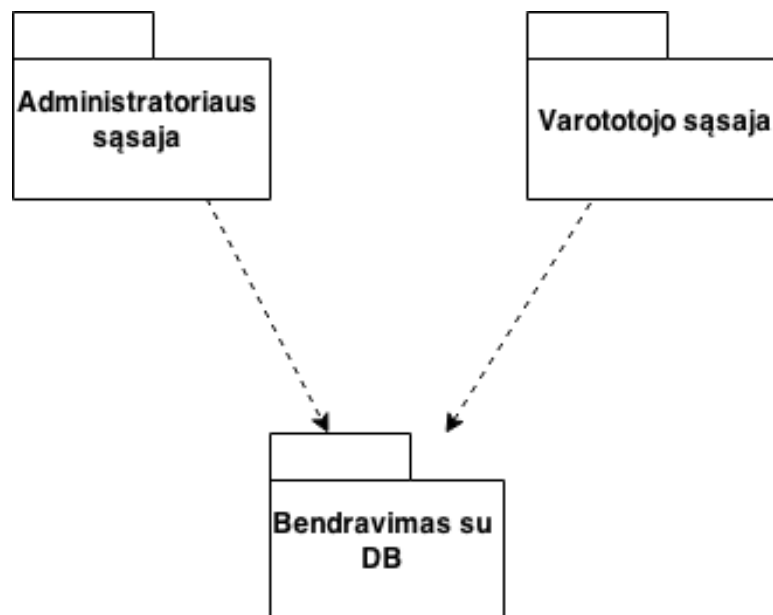 Administratoriaus
sąsaja
Varototojo sąsaja
Bendravimas su
DB